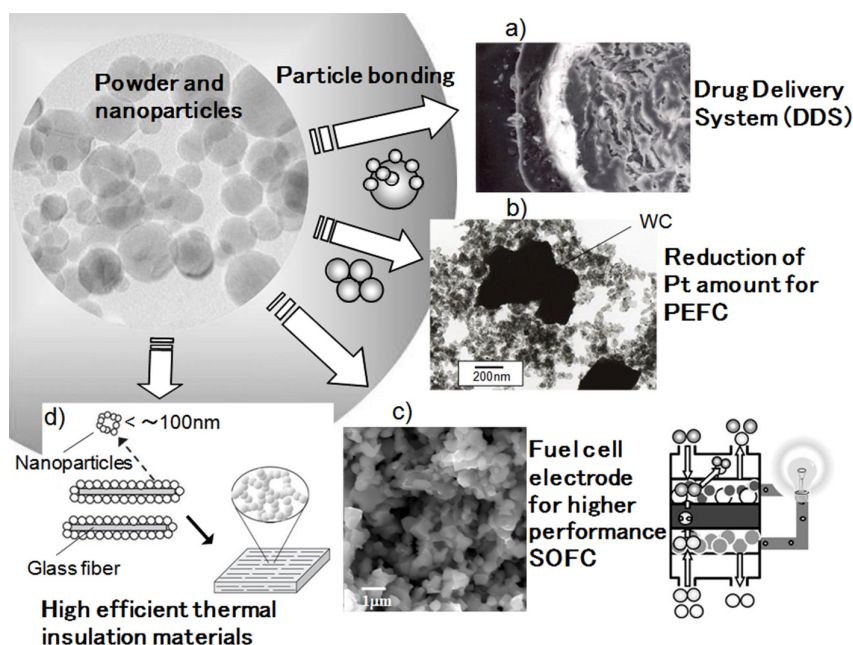 Powder and
nanoparticles
Particle bonding
a)
Drug Delivery
System (DDS)
b)
WC
200nm
Reduction of
Pt amount for
PEFC
c)
1μm
Fuel cell
electrode
for higher
performance
SOFC
d)
< ~100nm
Nanoparticles
Glass fiber
High efficient thermal
insulation materials